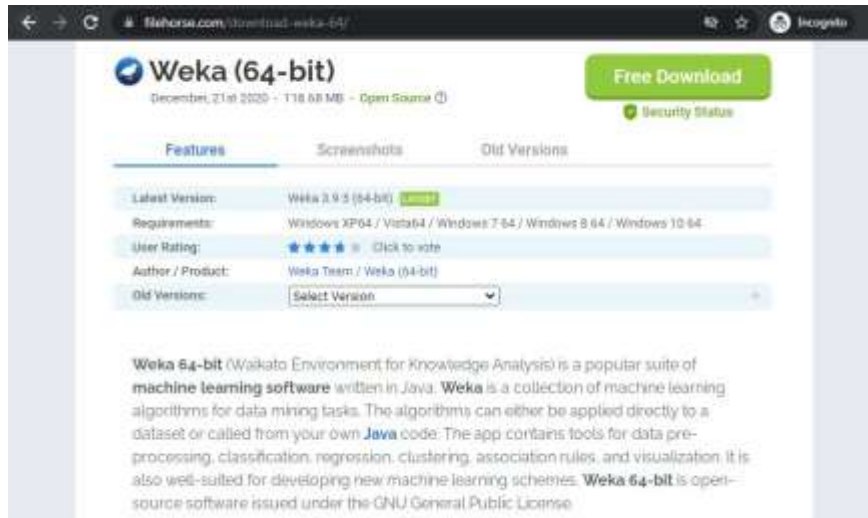 filehorse.com/download-weka-64/
Incognito
Weka (64-bit)
December, 21st 2020 - 118.68 MB - Open Source
Free Download
Security Status
Features Screenshots Old Versions
Latest Version: Weka 3.9.5 (64-bit) LATEST
Requirements: Windows XP64 / Vista64 / Windows 7 64 / Windows 8 64 / Windows 10 64
User Rating: Click to vote
Author / Product: Weka Team / Weka (64-bit)
Old Versions: Select Version
Weka 64-bit (Waikato Environment for Knowledge Analysis) is a popular suite of
machine learning software written in Java. Weka is a collection of machine learning
algorithms for data mining tasks. The algorithms can either be applied directly to a
dataset or called from your own Java code. The app contains tools for data pre-
processing, classification, regression, clustering, association rules, and visualization. It is
also well-suited for developing new machine learning schemes. Weka 64-bit is open-
source software issued under the GNU General Public License.